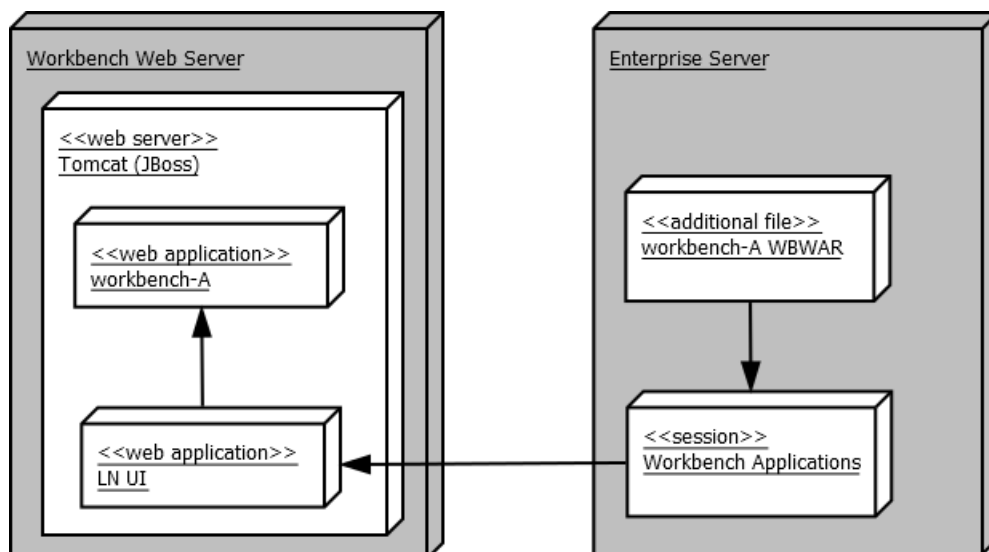 Workbench Web Server
<<web server>>
Tomcat (JBoss)
<<web application>>
workbench-A
<<web application>>
LN UI
Enterprise Server
<<additional file>>
workbench-A WBWAR
<<session>>
Workbench Applications